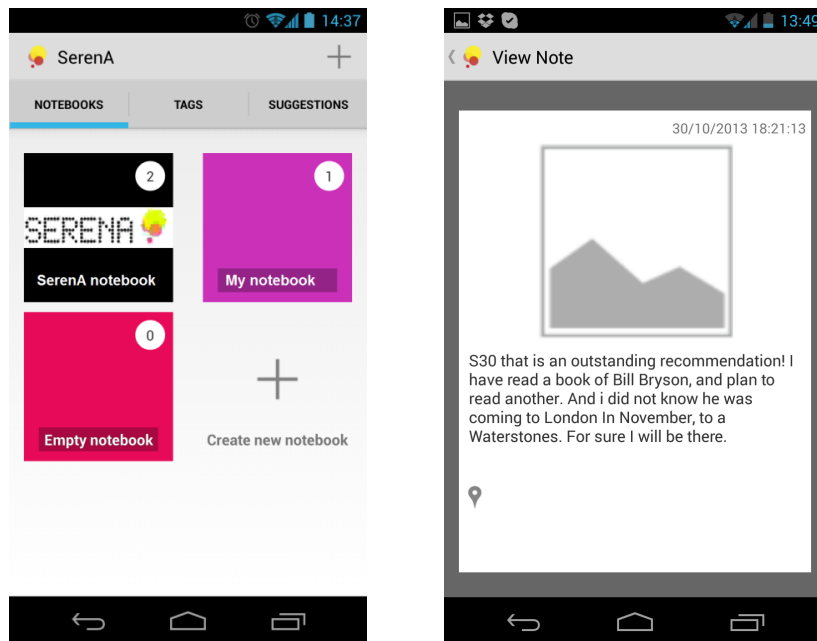 14:37
SerenA
NOTEBOOKS TAGS SUGGESTIONS
2
SERENA
SerenA notebook
1
My notebook
0
Empty notebook
Create new notebook
13:49
View Note
30/10/2013 18:21:13
S30 that is an outstanding recommendation! I
have read a book of Bill Bryson, and plan to
read another. And i did not know he was
coming to London In November, to a
Waterstones. For sure I will be there.